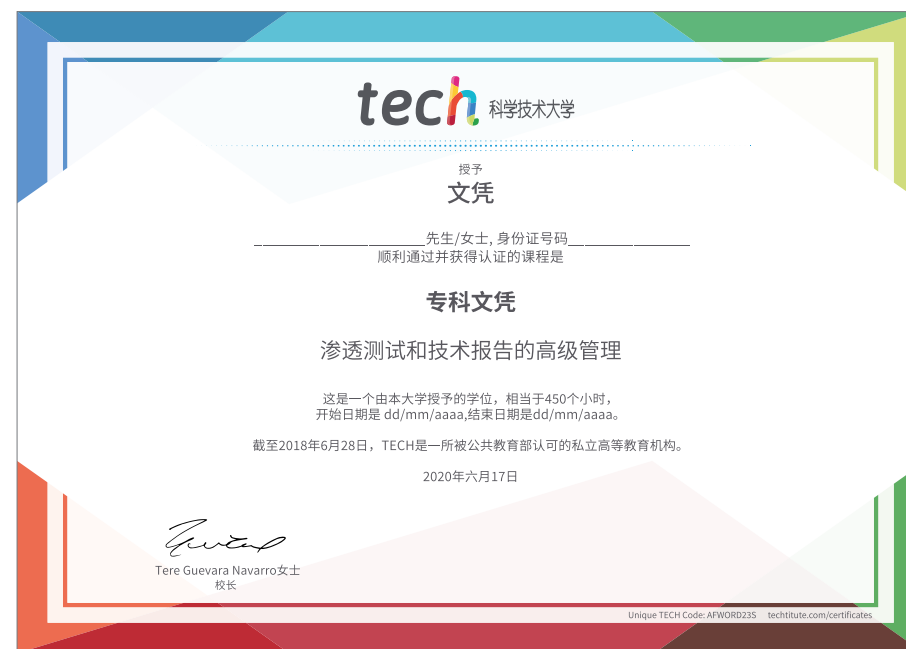 tech 科学技术大学
授予
文凭
______________________先生/女士, 身份证号码________________
顺利通过并获得认证的课程是
专科文凭
渗透测试和技术报告的高级管理
这是一个由本大学授予的学位，相当于450个小时，
开始日期是 dd/mm/aaaa,结束日期是dd/mm/aaaa。
截至2018年6月28日，TECH是一所被公共教育部认可的私立高等教育机构。
2020年六月17日
Tere Guevara Navarro女士
校长
Unique TECH Code: AFWORD23S techtitute.com/certificates